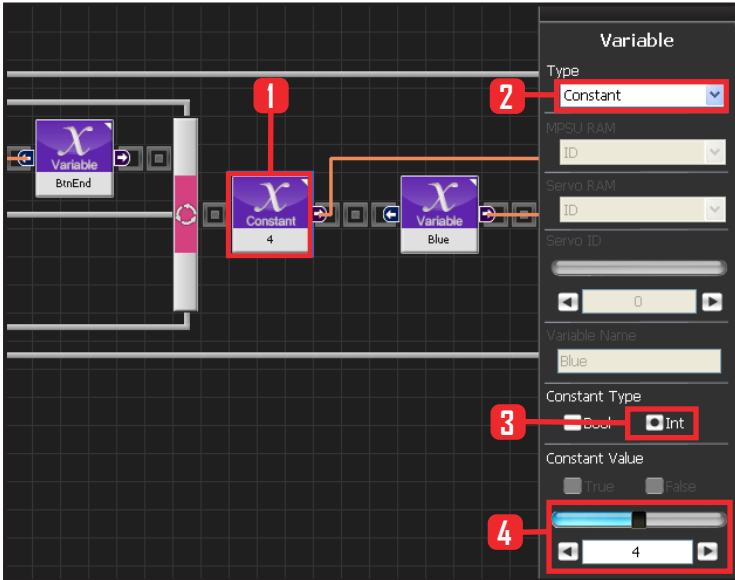 Variable
Type
Constant
MPSU RAM
ID
Servo RAM
ID
Servo ID
0
Variable Name
Blue
Constant Type
Bool
Int
Constant Value
True
False
4
1
2
3
4
X
Variable
BtnEnd
X
Constant
4
X
Variable
Blue